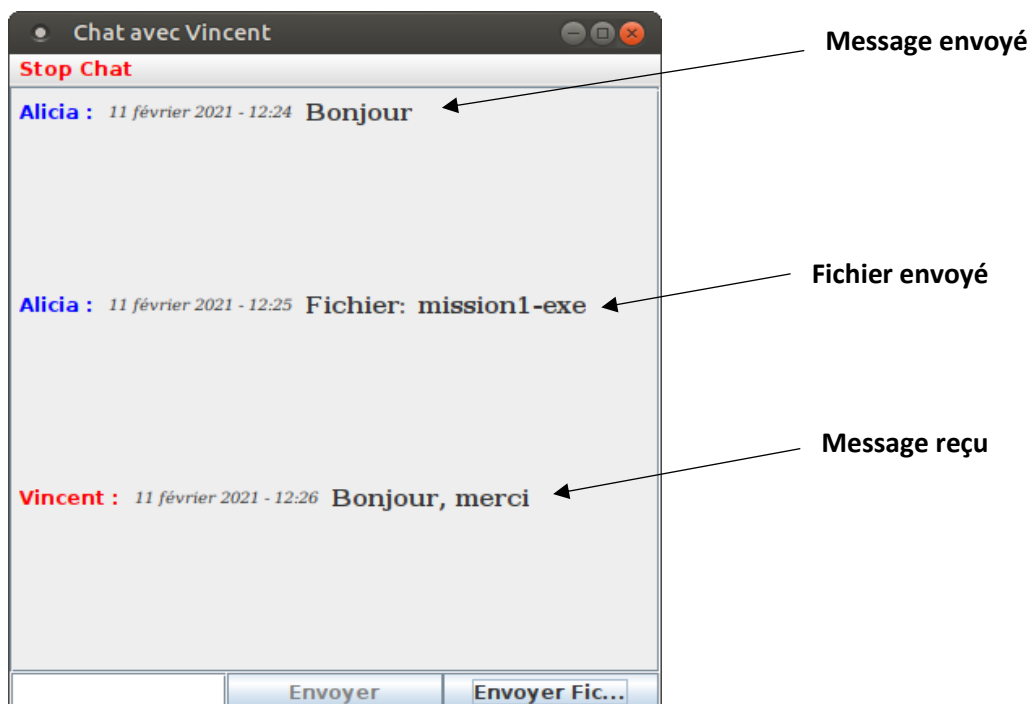 Chat avec Vincent
Message envoyé
Stop Chat
Alicia : 11 février 2021 - 12:24 Bonjour
Fichier envoyé
Alicia : 11 février 2021 - 12:25 Fichier: mission1-exe
Message reçu
Vincent : 11 février 2021 - 12:26 Bonjour, merci
Envoyer Envoyer Fic...